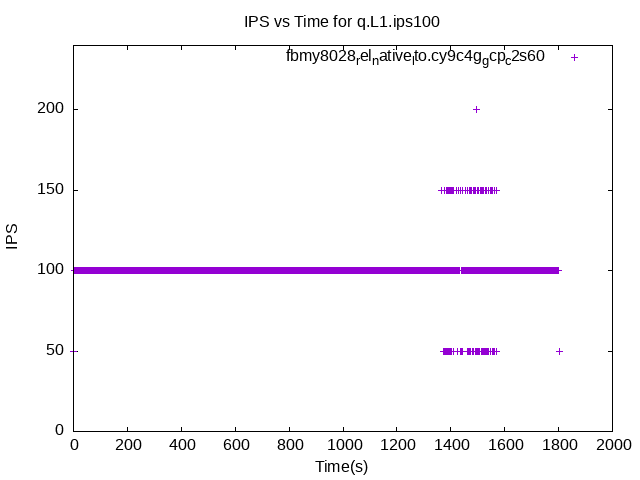 IPS vs Time for q.L1.ips100
fbmy8028relnativelto.cy9c4ggcpc2s60
200
150
100
50
0
IPS
0 200 400 600 800 1000 1200 1400 1600 1800 2000
Time(s)